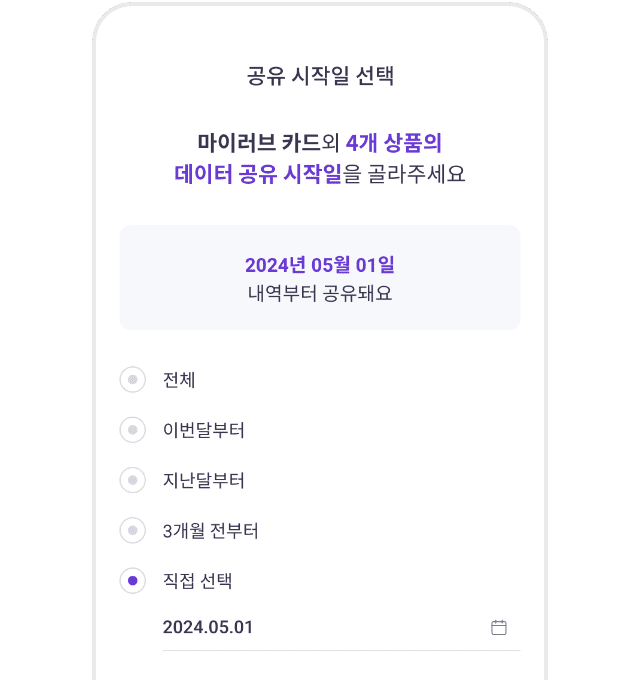 공유 시작일 선택
마이러브 카드외 4개 상품의
데이터 공유 시작일을 골라주세요
2024년 05월 01일
내역부터 공유돼요
전체
이번달부터
지난달부터
3개월 전부터
직접 선택
2024.05.01